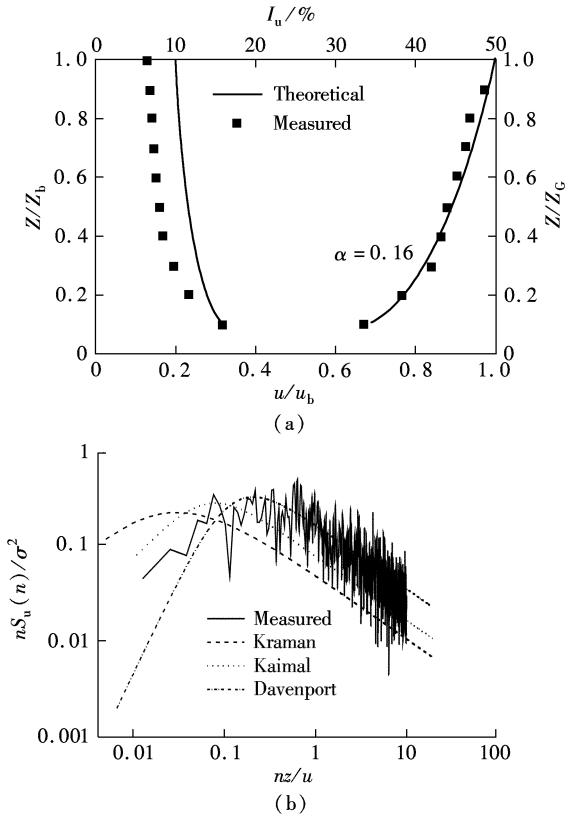 I_u/%
0 10 20 30 40 50
1.0 1.0
Theoretical
0.8 Measured 0.8
0.6 0.6
Z/Z_b Z/Z_G
0.4 α = 0.16 0.4
0.2 0.2
0 0
0 0.2 0.4 0.6 0.8 1.0
u/u_b
(a)
1
0.1
nS_u(n)/σ^2
Measured
0.01 Kraman
Kaimal
Davenport
0.001
0.01 0.1 1 10 100
nz/u
(b)